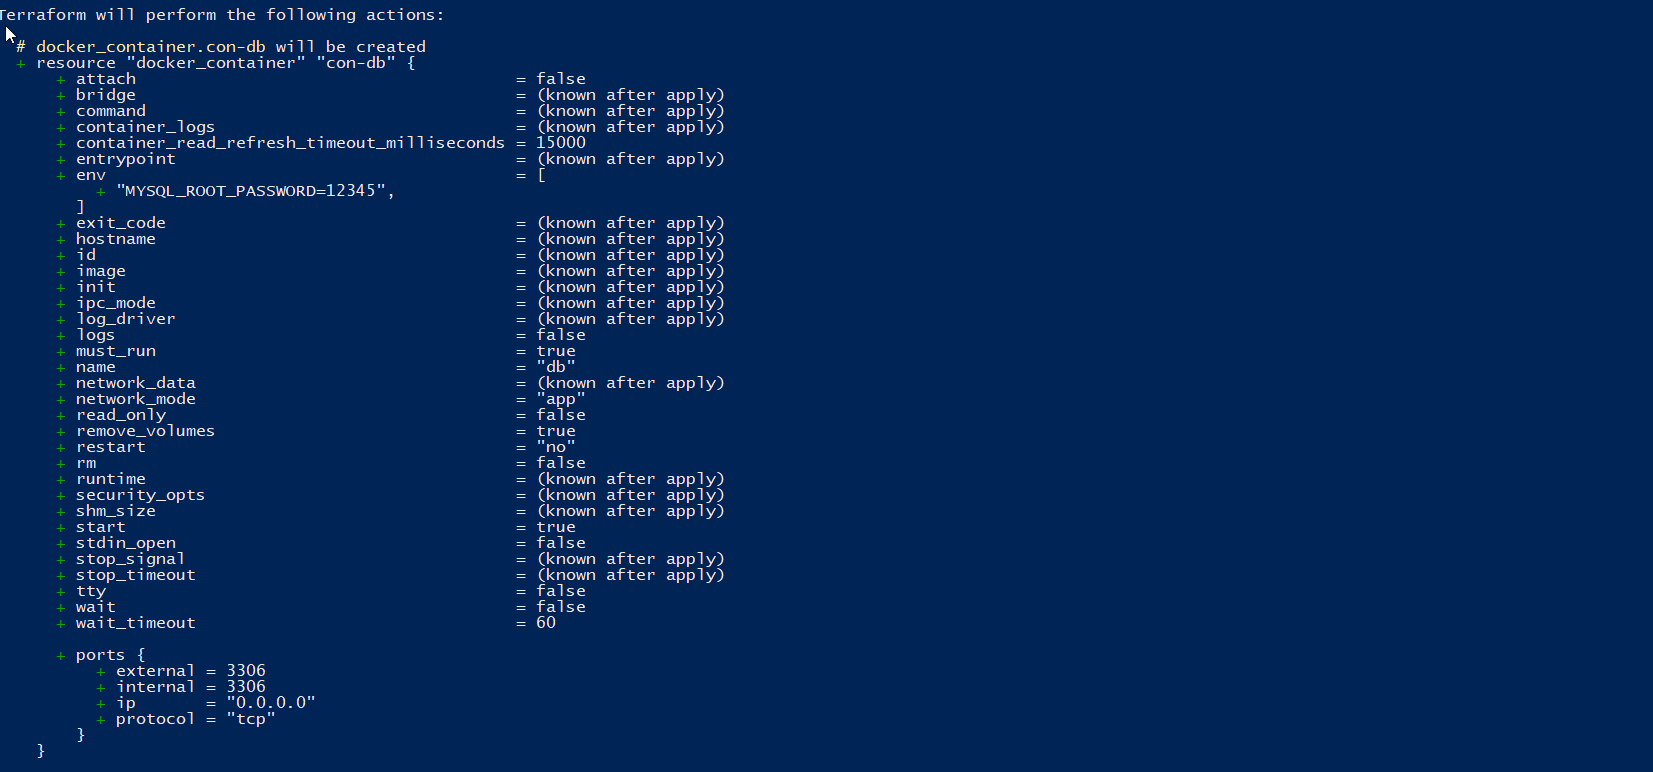 Terraform will perform the following actions:
# docker_container.con-db will be created
+ resource "docker_container" "con-db" {
+ attach = false
+ bridge = (known after apply)
+ command = (known after apply)
+ container_logs = (known after apply)
+ container_read_refresh_timeout_milliseconds = 15000
+ entrypoint = (known after apply)
+ env = [
+ "MYSQL_ROOT_PASSWORD=12345",
]
+ exit_code = (known after apply)
+ hostname = (known after apply)
+ id = (known after apply)
+ image = (known after apply)
+ init = (known after apply)
+ ipc_mode = (known after apply)
+ log_driver = (known after apply)
+ logs = false
+ must_run = true
+ name = "db"
+ network_data = (known after apply)
+ network_mode = "app"
+ read_only = false
+ remove_volumes = true
+ restart = "no"
+ rm = false
+ runtime = (known after apply)
+ security_opts = (known after apply)
+ shm_size = (known after apply)
+ start = true
+ stdin_open = false
+ stop_signal = (known after apply)
+ stop_timeout = (known after apply)
+ tty = false
+ wait = false
+ wait_timeout = 60
+ ports {
+ external = 3306
+ internal = 3306
+ ip = "0.0.0.0"
+ protocol = "tcp"
}
}